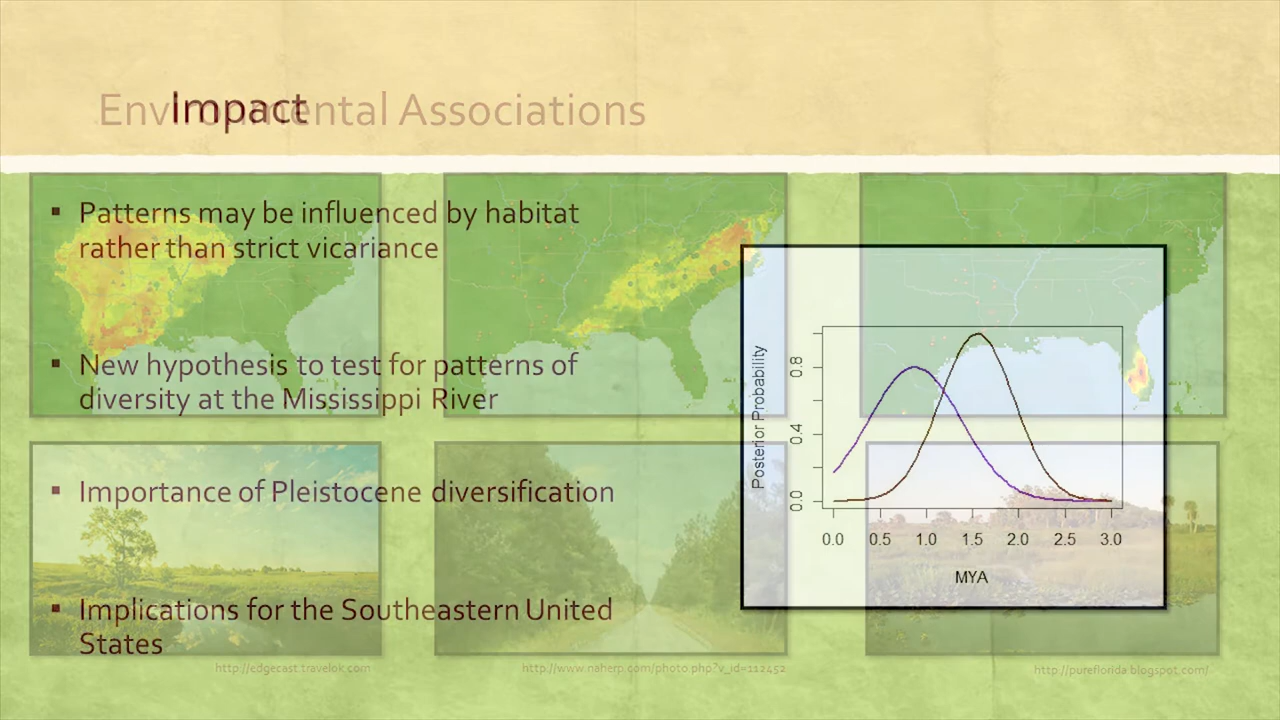 Environmental Associations
Impact
▪ Patterns may be influenced by habitat
rather than strict vicariance
▪ New hypothesis to test for patterns of
diversity at the Mississippi River
▪ Importance of Pleistocene diversification
▪ Implications for the Southeastern United
States
Posterior Probability
0.8
0.4
0.0
0.0 0.5 1.0 1.5 2.0 2.5 3.0
MYA
http://edgecast.travelok.com
http://www.naherp.com/photo.php?v_id=112452
http://pureflorida.blogspot.com/